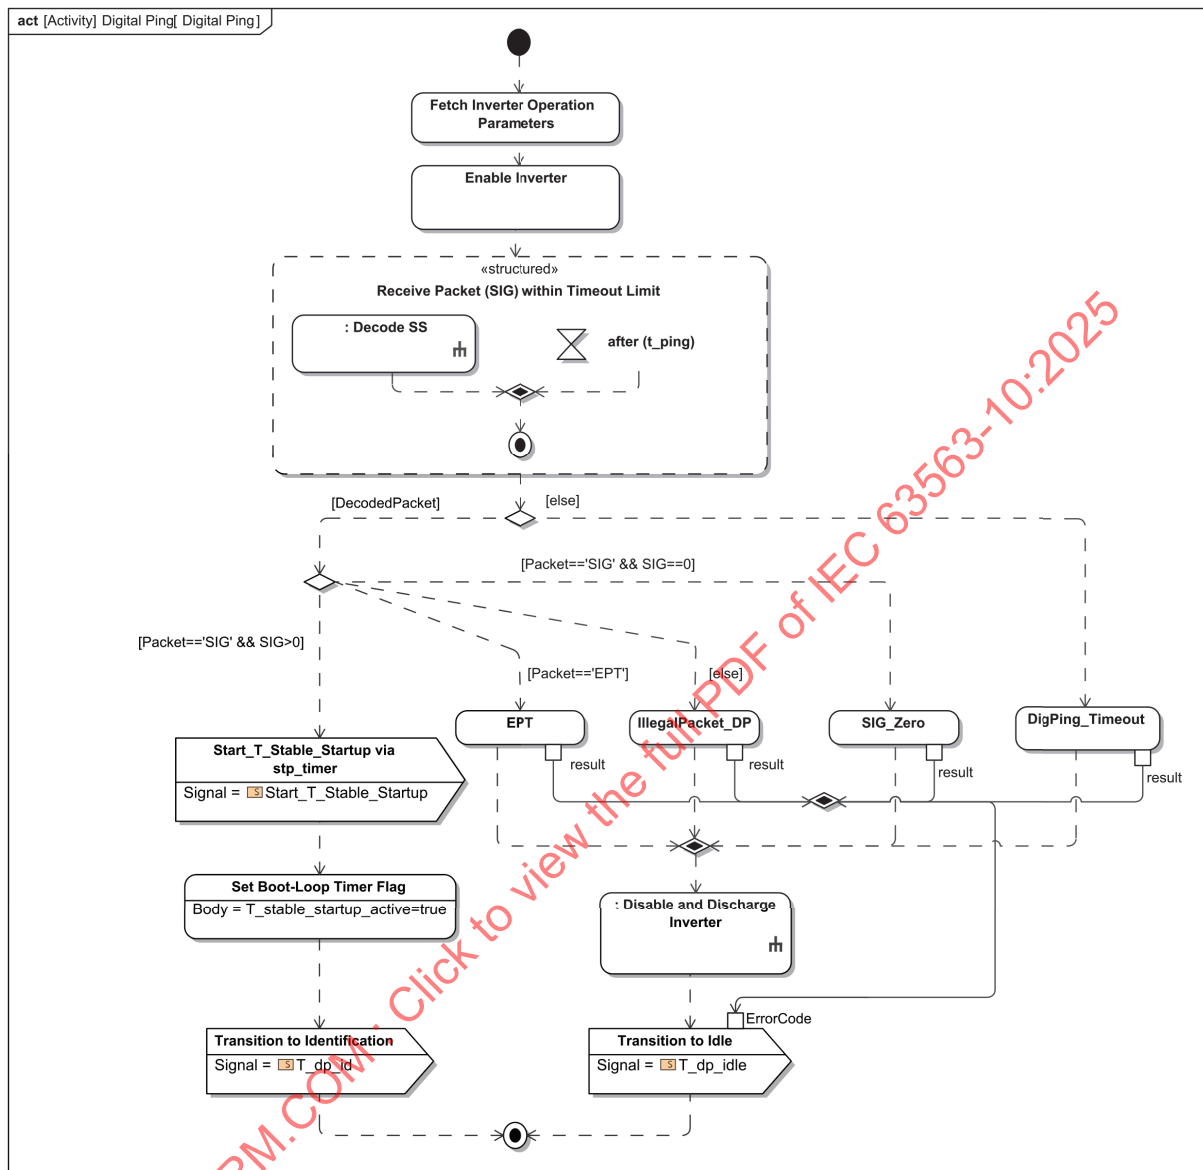 act [Activity] Digital Ping[ Digital Ping ]
Fetch Inverter Operation
Parameters
Enable Inverter
«structured»
Receive Packet (SIG) within Timeout Limit
: Decode SS
after (t_ping)
[DecodedPacket]
[else]
[Packet=='SIG' && SIG==0]
[Packet=='SIG' && SIG>0]
[Packet=='EPT']
[else]
EPT
IllegalPacket_DP
SIG_Zero
DigPing_Timeout
result
result
result
result
Start_T_Stable_Startup via
stp_timer
Signal = S Start_T_Stable_Startup
Set Boot-Loop Timer Flag
Body = T_stable_startup_active=true
: Disable and Discharge
Inverter
ErrorCode
Transition to Identification
Signal = S T_dp_id
Transition to Idle
Signal = S T_dp_idle
RM.COM : Click to view the full PDF of IEC 63563-10:2025